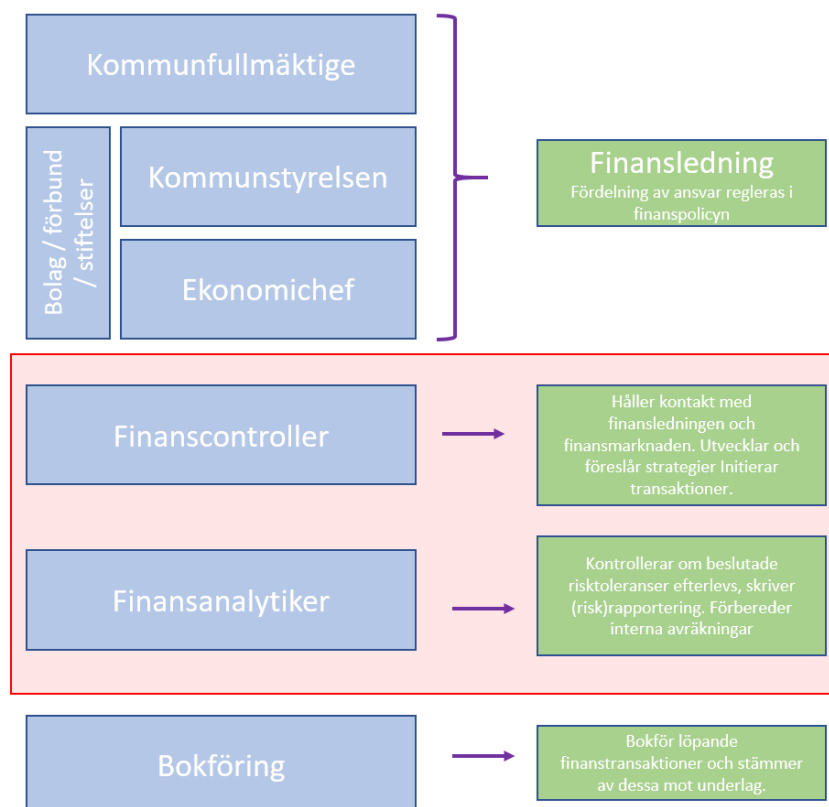 Kommunfullmäktige
Bolag / förbund
/ stiftelser
Kommunstyrelsen
Ekonomichef
Finansledning
Fördelning av ansvar regleras i
finanspolicyn
Finanscontroller
Håller kontakt med
finansledningen och
finansmarknaden. Utvecklar och
föreslår strategier Initierar
transaktioner.
Finansanalytiker
Kontrollerar om beslutade
risktoleranser efterlevs, skriver
(risk)rapportering. Förbereder
interna avräkningar
Bokföring
Bokför löpande
finanstransaktioner och stämmer
av dessa mot underlag.